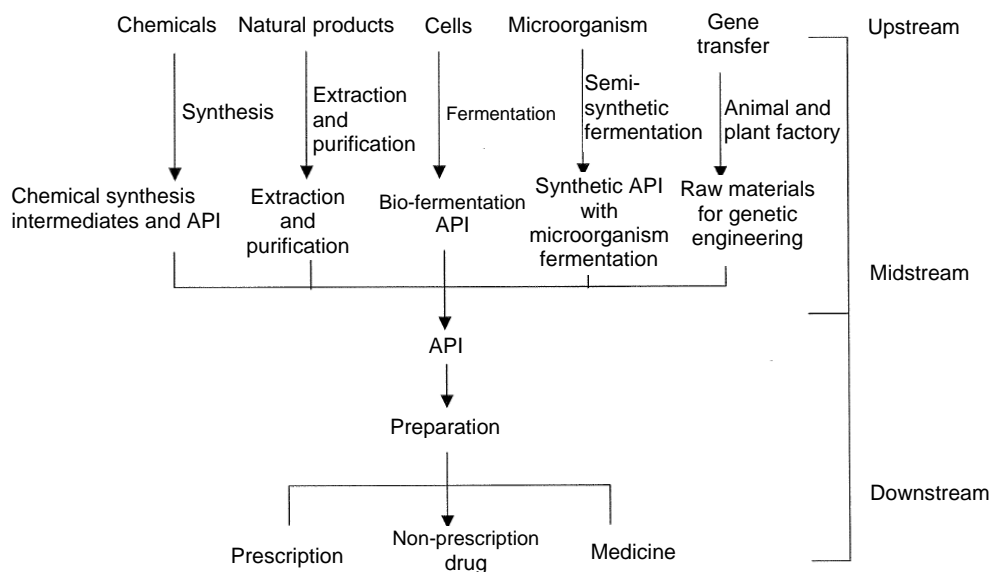 Chemicals
Natural products
Cells
Microorganism
Gene
transfer
Upstream
Synthesis
Extraction
and
purification
Fermentation
Semi-
synthetic
fermentation
Animal and
plant factory
Chemical synthesis
intermediates and API
Extraction
and
purification
Bio-fermentation
API
Synthetic API
with
microorganism
fermentation
Raw materials
for genetic
engineering
Midstream
API
Preparation
Downstream
Prescription
Non-prescription
drug
Medicine